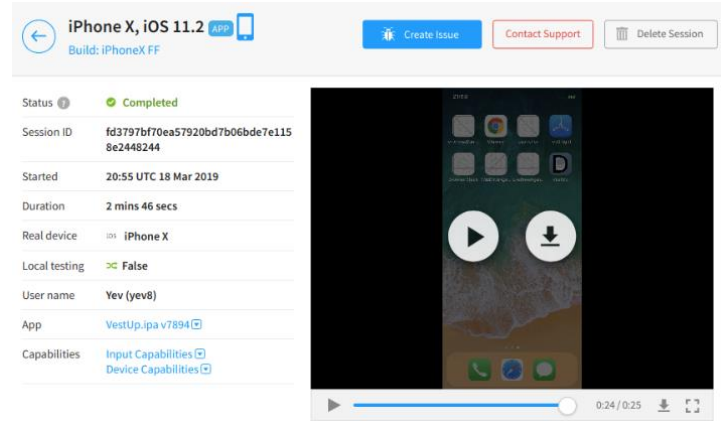 iPhone X, iOS 11.2 APP
Build: iPhoneX FF
Create Issue
Contact Support
Delete Session
Status ?
Completed
Session ID
fd3797bf70ea57920bd7b06bde7e115
8e2448244
Started
20:55 UTC 18 Mar 2019
Duration
2 mins 46 secs
Real device
iOS iPhone X
Local testing
False
User name
Yev (yev8)
App
VestUp.ipa v7894
Capabilities
Input Capabilities
Device Capabilities
0:24 / 0:25